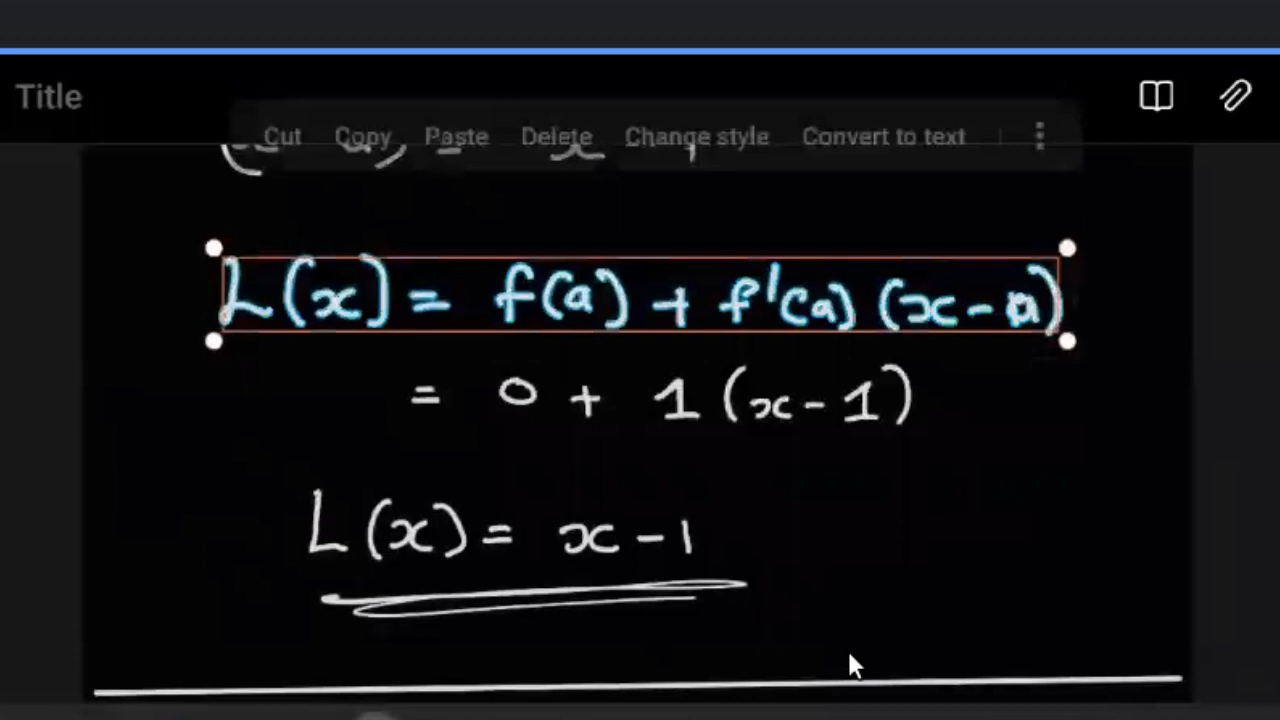 Title
Cut Copy Paste Delete Change style Convert to text
L(x) = f(a) + f'(a) (x-a)
= 0 + 1 (x-1)
L(x) = x-1